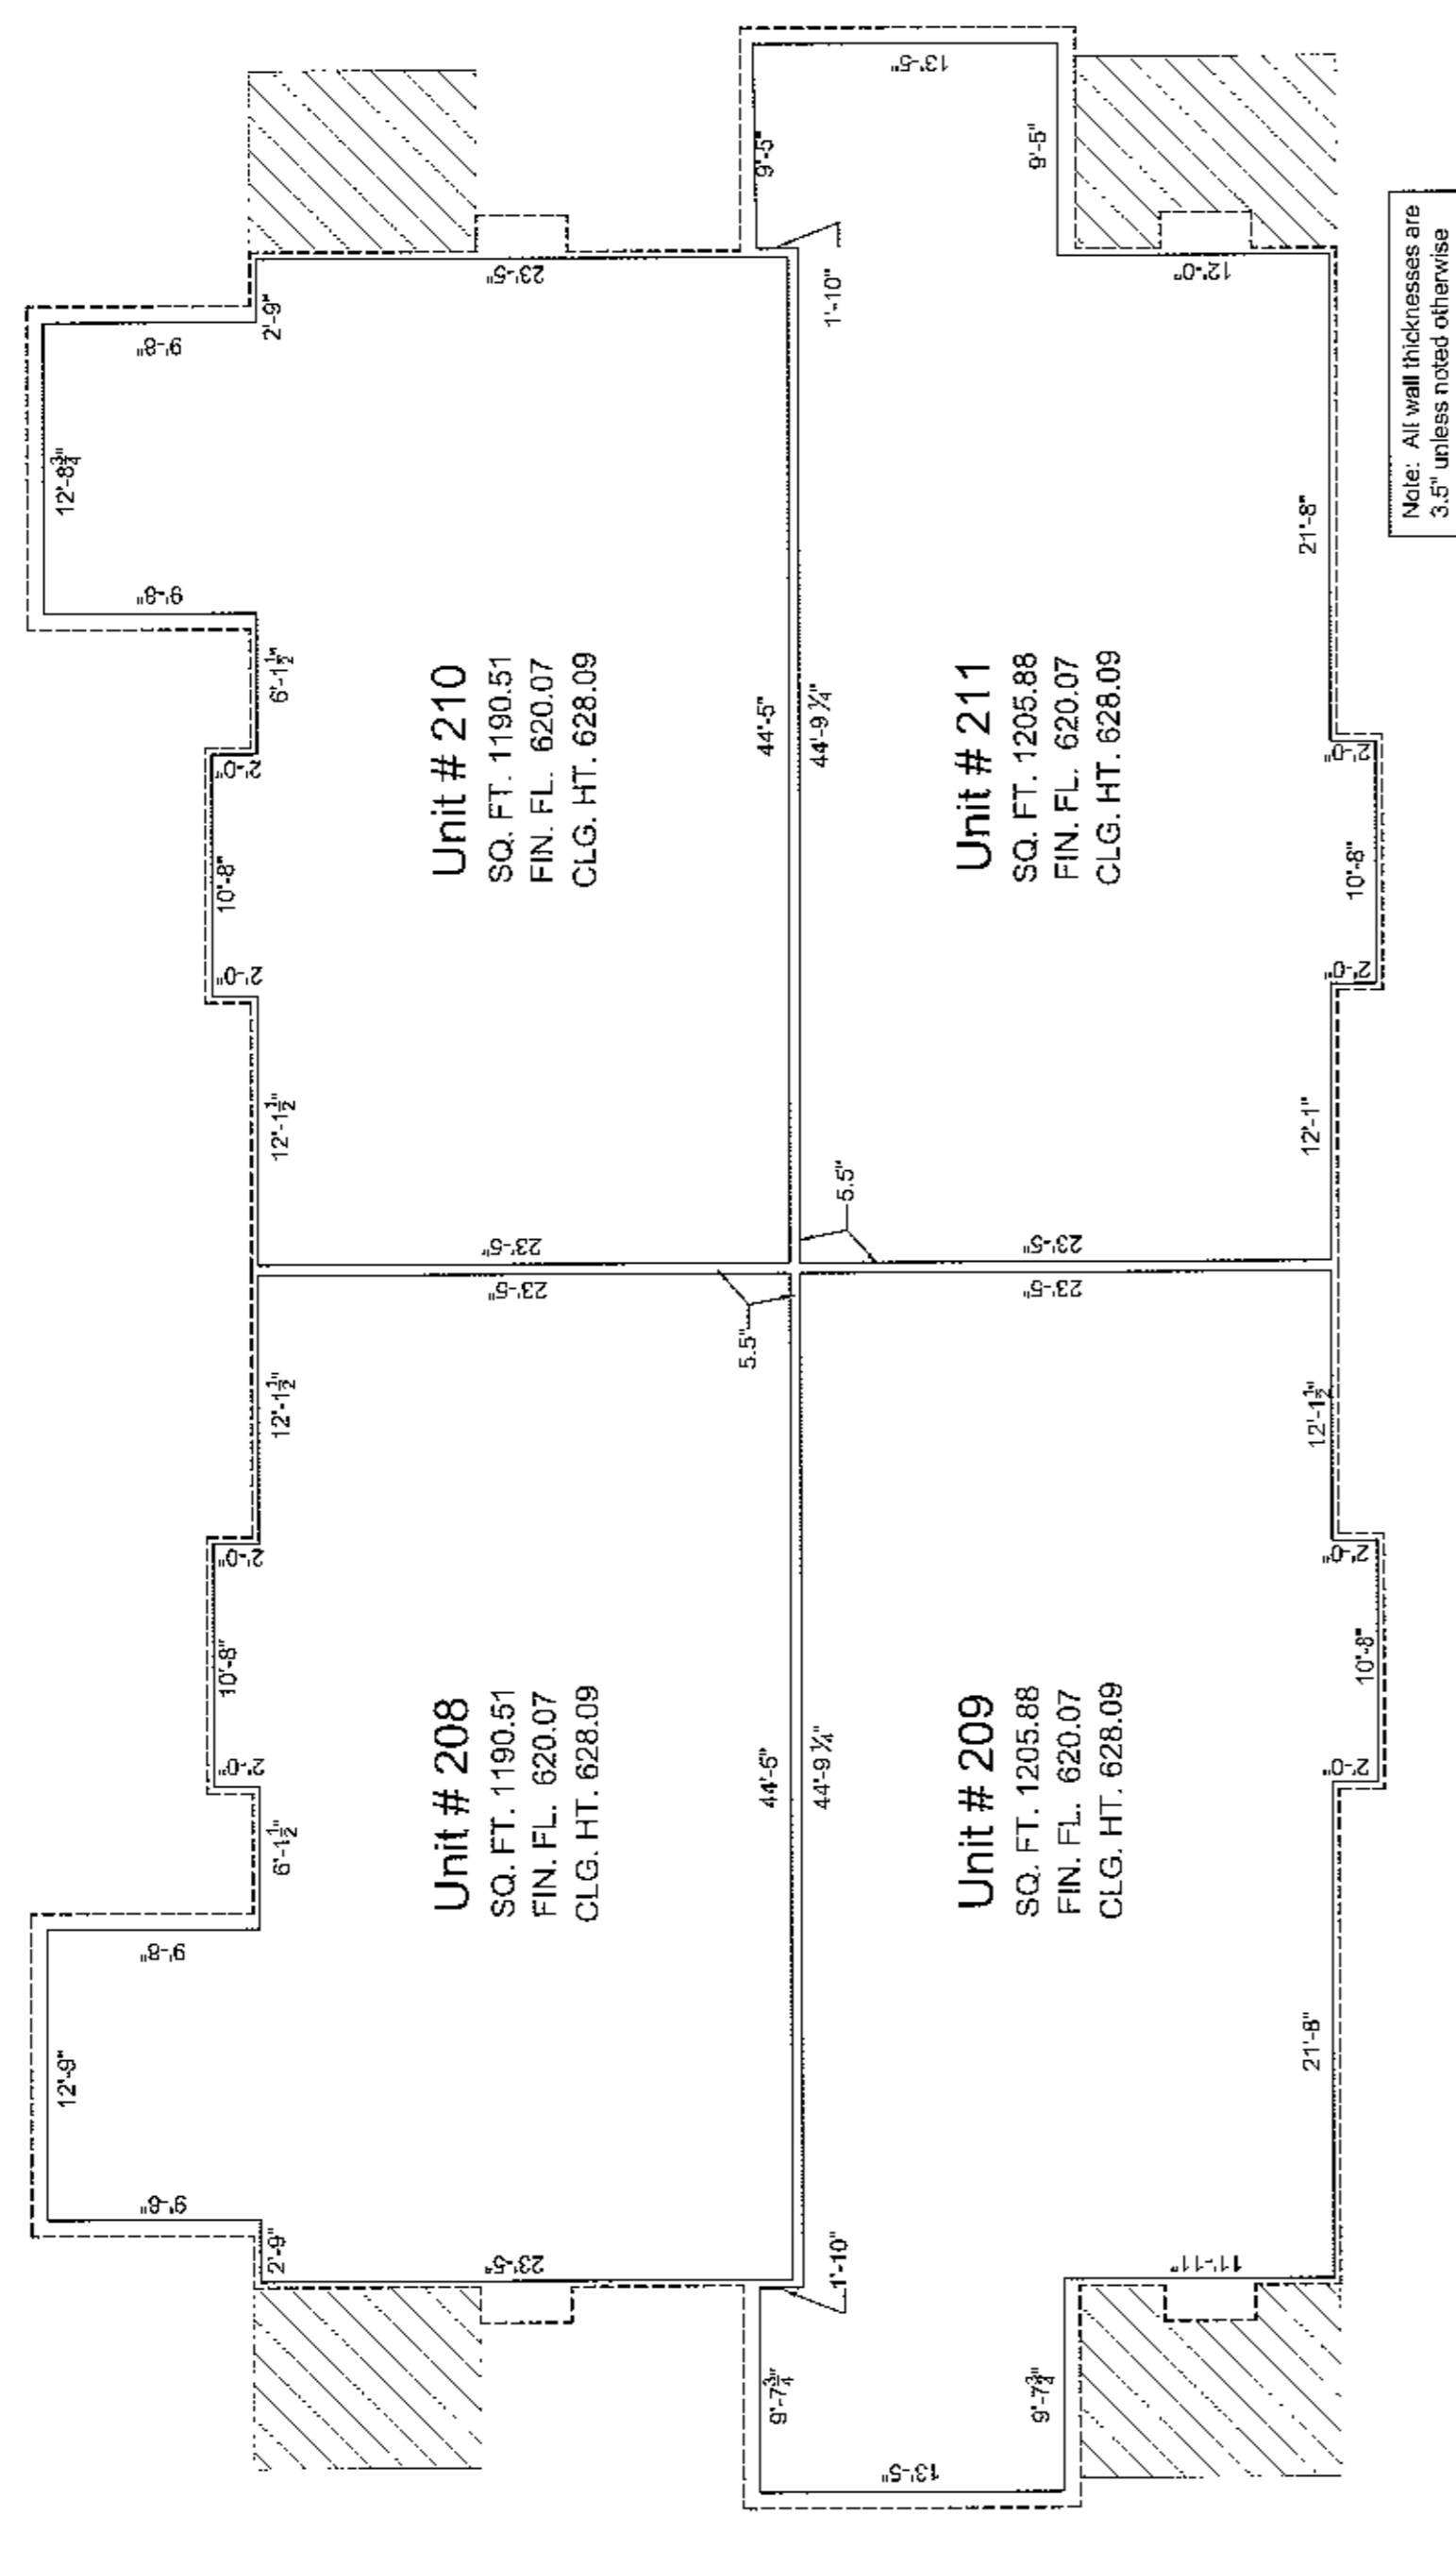 12'-9"
9'-8"
9'-8"
2'-9"
6'-1½"
2'-0"
10'-8"
2'-0"
12'-1½"
23'-5"
23'-5"
Unit # 208
SQ. FT. 1190.51
FIN. FL. 620.07
CLG. HT. 628.09
44'-5"
5.5"
12'-8¾"
9'-8"
9'-8"
12'-1½"
2'-0"
10'-8"
2'-0"
6'-1½"
2'-9"
23'-5"
23'-5"
Unit # 210
SQ. FT. 1190.51
FIN. FL. 620.07
CLG. HT. 628.09
44'-5"
44'-9¼"
1'-10"
9'-7¾"
13'-5"
9'-7¾"
11'-11"
23'-5"
Unit # 209
SQ. FT. 1205.88
FIN. FL. 620.07
CLG. HT. 628.09
21'-8"
2'-0"
10'-8"
2'-0"
12'-1½"
44'-9¼"
5.5"
1'-10"
9'-5"
13'-5"
9'-5"
12'-0"
23'-5"
Unit # 211
SQ. FT. 1205.88
FIN. FL. 620.07
CLG. HT. 628.09
12'-1"
2'-0"
10'-8"
2'-0"
21'-8"
Note: All wall thicknesses are
3.5" unless noted otherwise